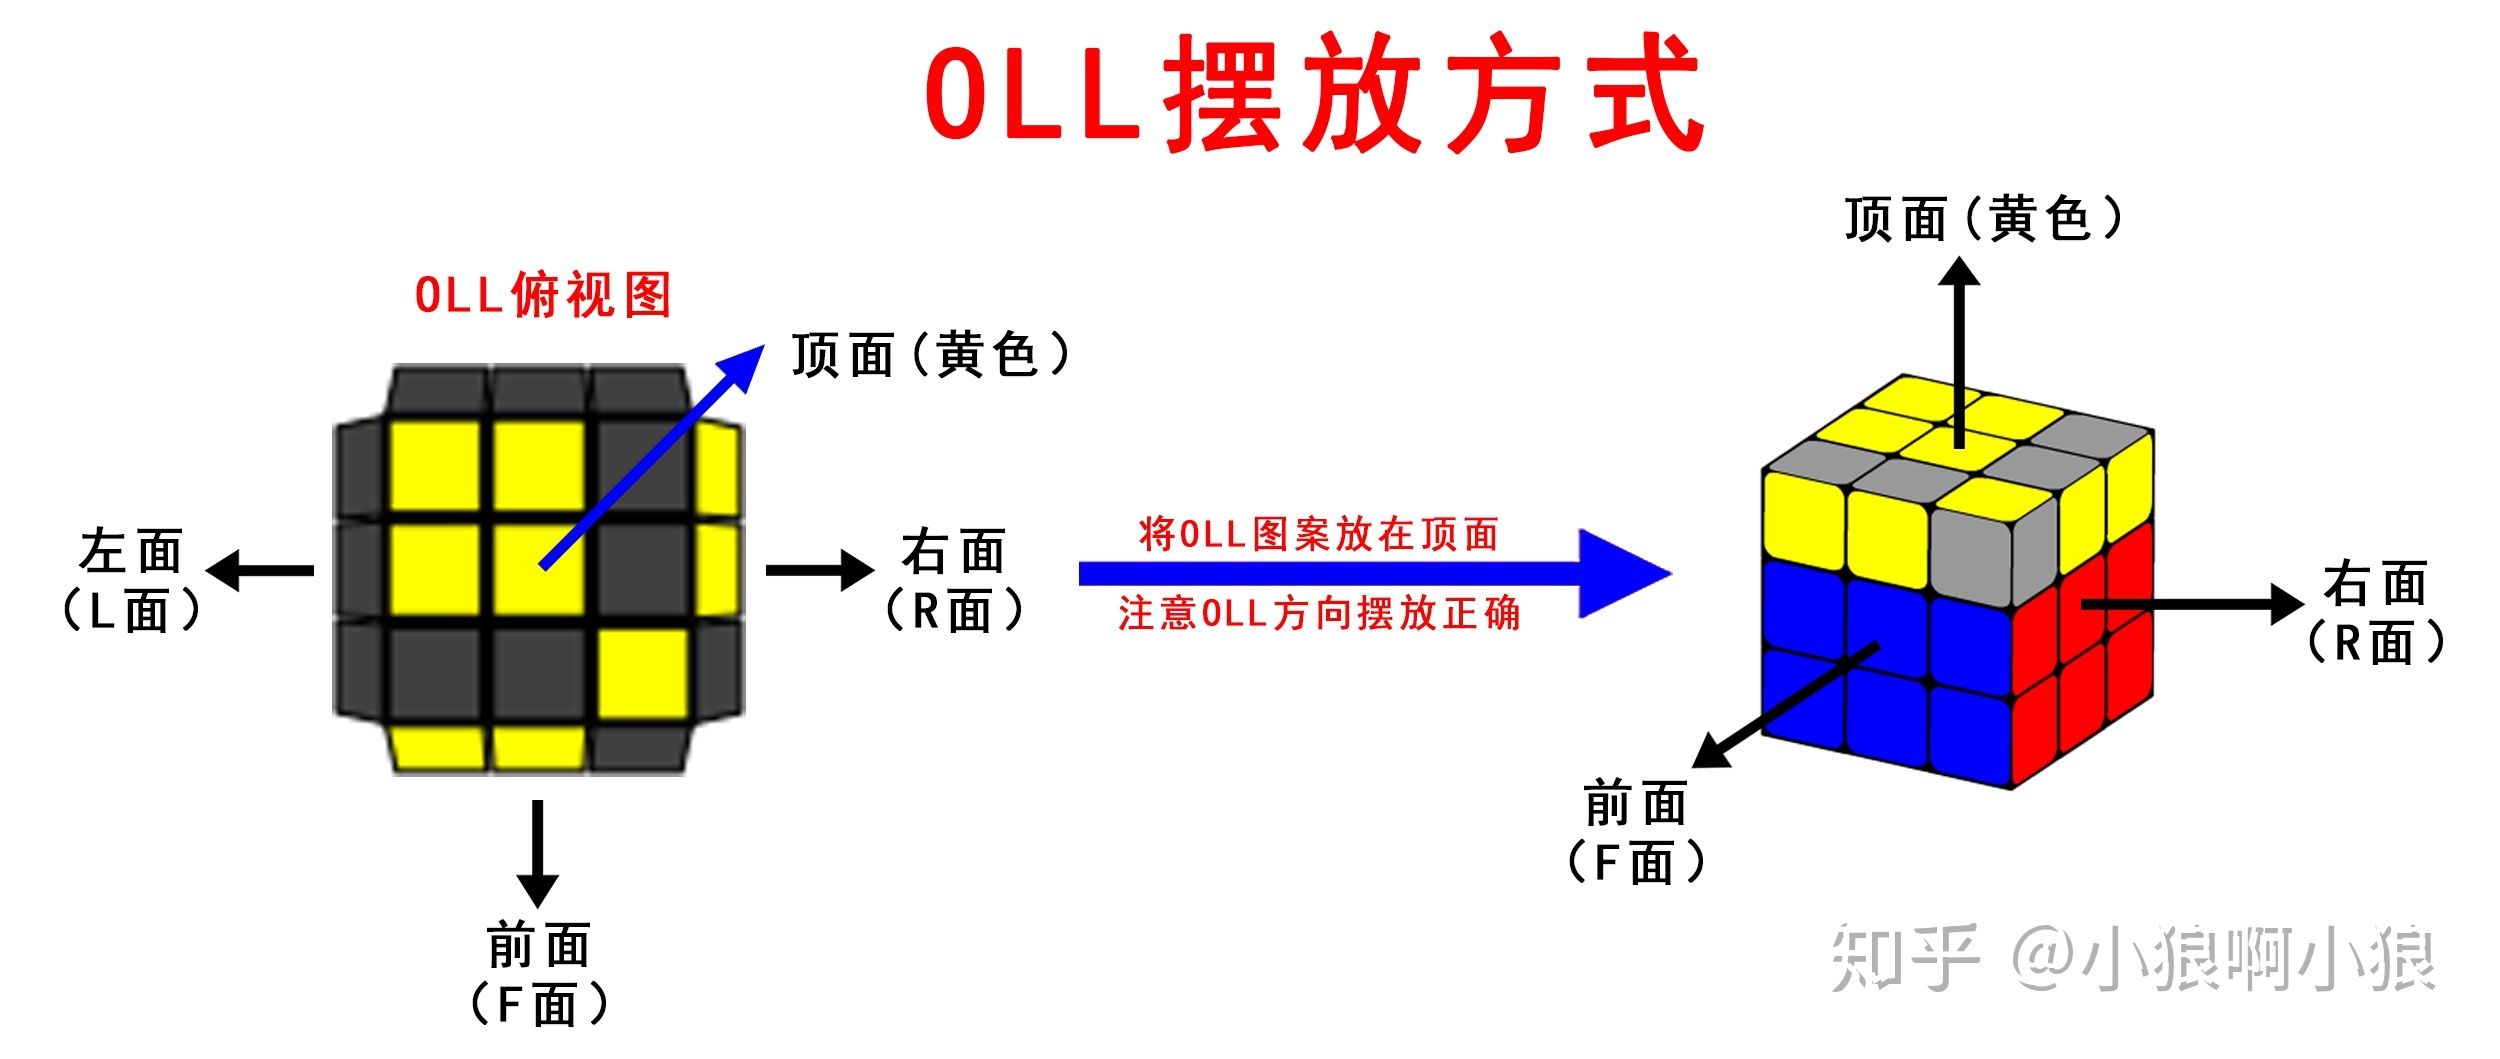 OLL摆放方式
OLL俯视图
顶面(黄色)
左面
(L面)
右面
(R面)
前面
(F面)
将OLL图案放在顶面
注意OLL方向摆放正确
顶面(黄色)
右面
(R面)
前面
(F面)
知乎 @小狼啊小狼